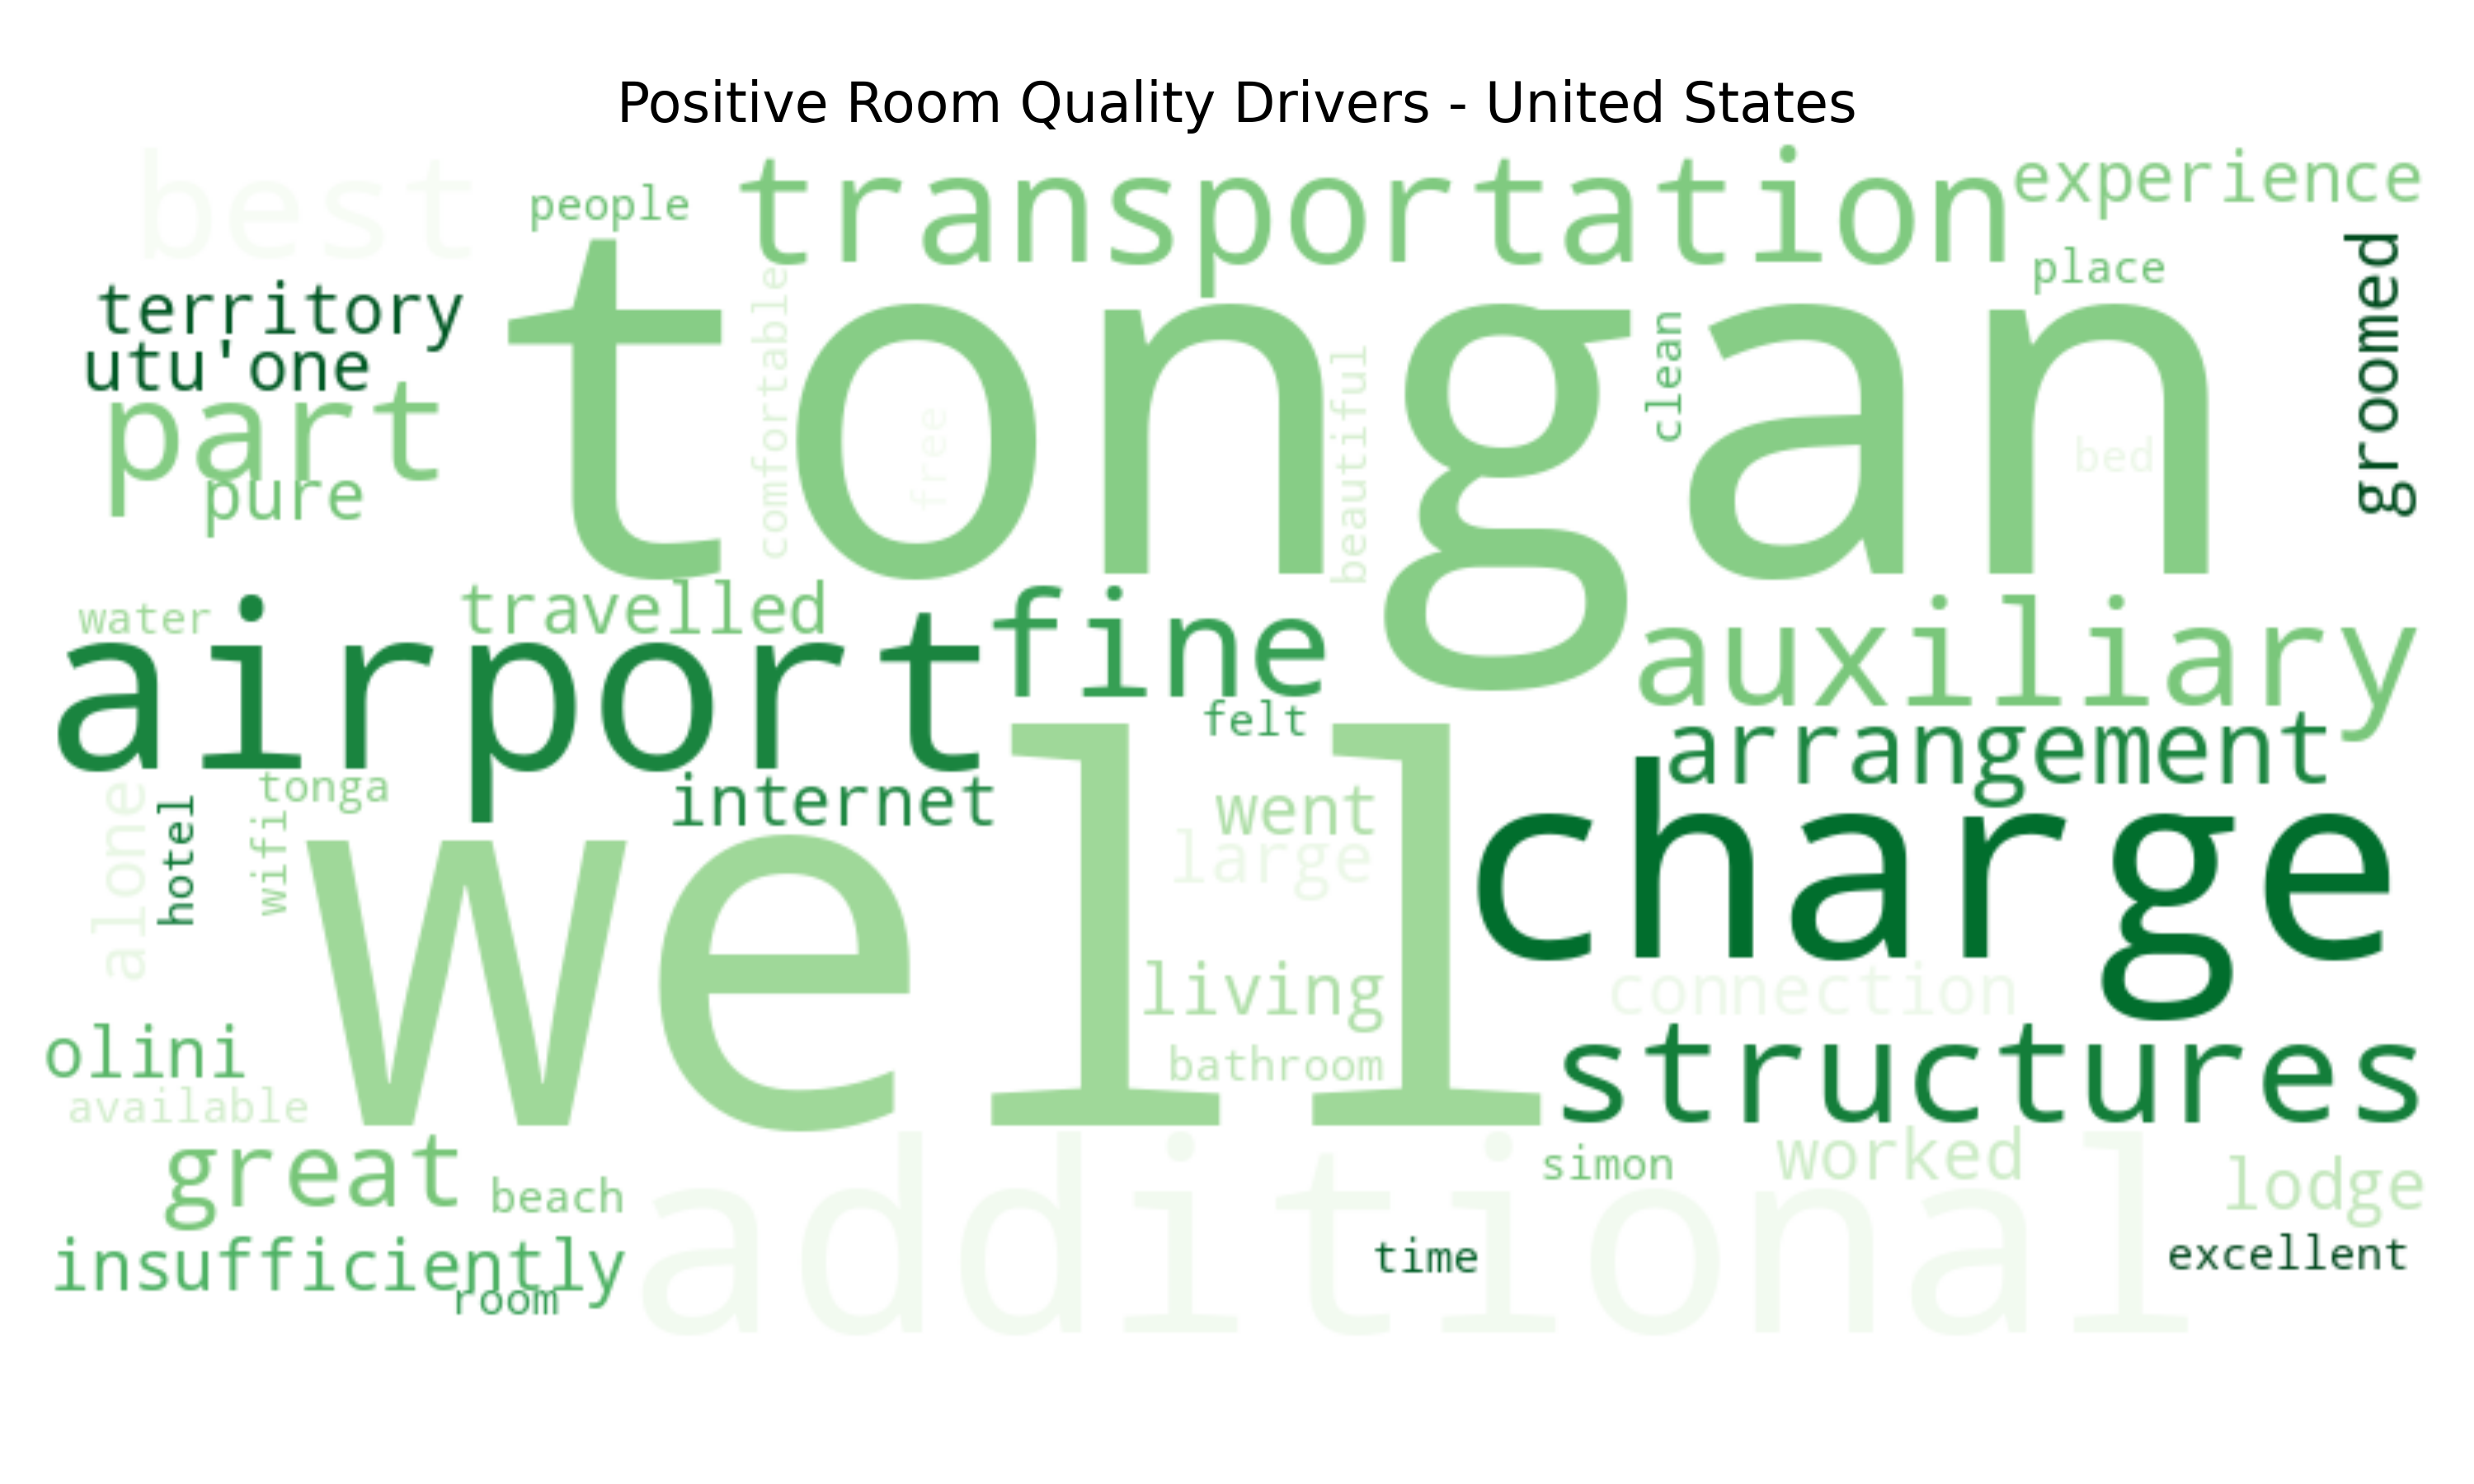 Positive Room Quality Drivers - United States
best
people
transportation
experience
place
groomed
territory
utu'one
part
pure
tongan
comfortable
free
beautiful
clean
bed
water
travelled
airport
fine
auxiliary
felt
arrangement
tonga
internet
alone
hotel
wifi
well
went
large
charge
living
connection
bathroom
olini
available
structures
great
beach
simon
worked
lodge
insufficiently
room
additional
time
excellent